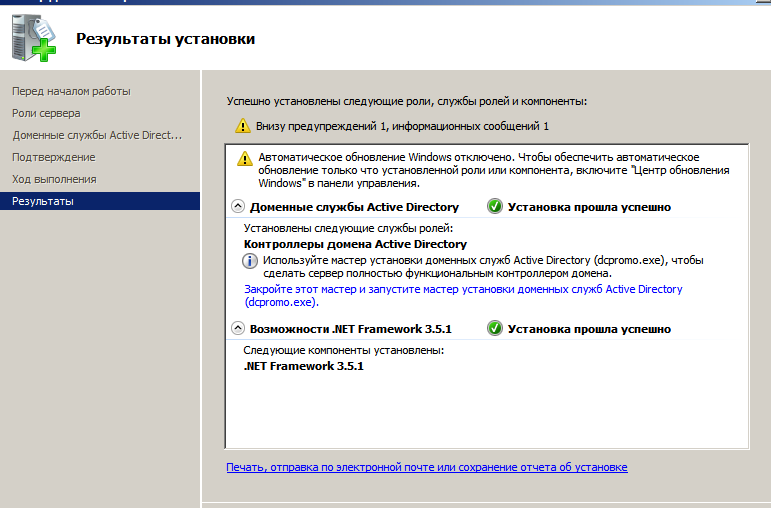 Результаты установки
Перед началом работы
Роли сервера
Доменные службы Active Direct...
Подтверждение
Ход выполнения
Результаты
Успешно установлены следующие роли, службы ролей и компоненты:
Внизу предупреждений 1, информационных сообщений 1
Автоматическое обновление Windows отключено. Чтобы обеспечить автоматическое
обновление только что установленной роли или компонента, включите "Центр обновления
Windows" в панели управления.
Доменные службы Active Directory Установка прошла успешно
Установлены следующие службы ролей:
Контроллеры домена Active Directory
Используйте мастер установки доменных служб Active Directory (dcpromo.exe), чтобы
сделать сервер полностью функциональным контроллером домена.
Закройте этот мастер и запустите мастер установки доменных служб Active Directory
(dcpromo.exe).
Возможности .NET Framework 3.5.1 Установка прошла успешно
Следующие компоненты установлены:
.NET Framework 3.5.1
Печать, отправка по электронной почте или сохранение отчета об установке